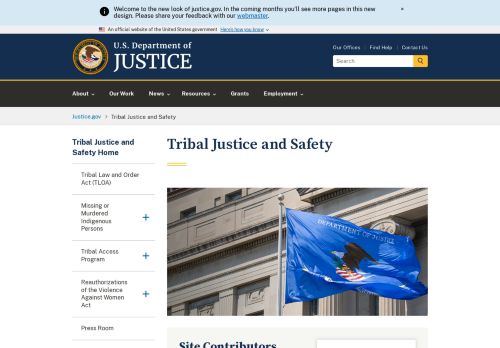 Welcome to the new look of justice.gov. In the coming months you'll see more pages in this new
design. Please share your feedback with our webmaster.
×
An official website of the United States government Here's how you know
U.S. Department of
JUSTICE
Our Offices | Find Help | Contact Us
Search
About
Our Work
News
Resources
Grants
Employment
Justice.gov > Tribal Justice and Safety
Tribal Justice and
Safety Home
Tribal Law and Order
Act (TLOA)
Missing or
Murdered
Indigenous
Persons
Tribal Access
Program
Reauthorizations
of the Violence
Against Women
Act
Press Room
Tribal Justice and Safety
DEPARTMENT OF JUSTICE
Site Contributors